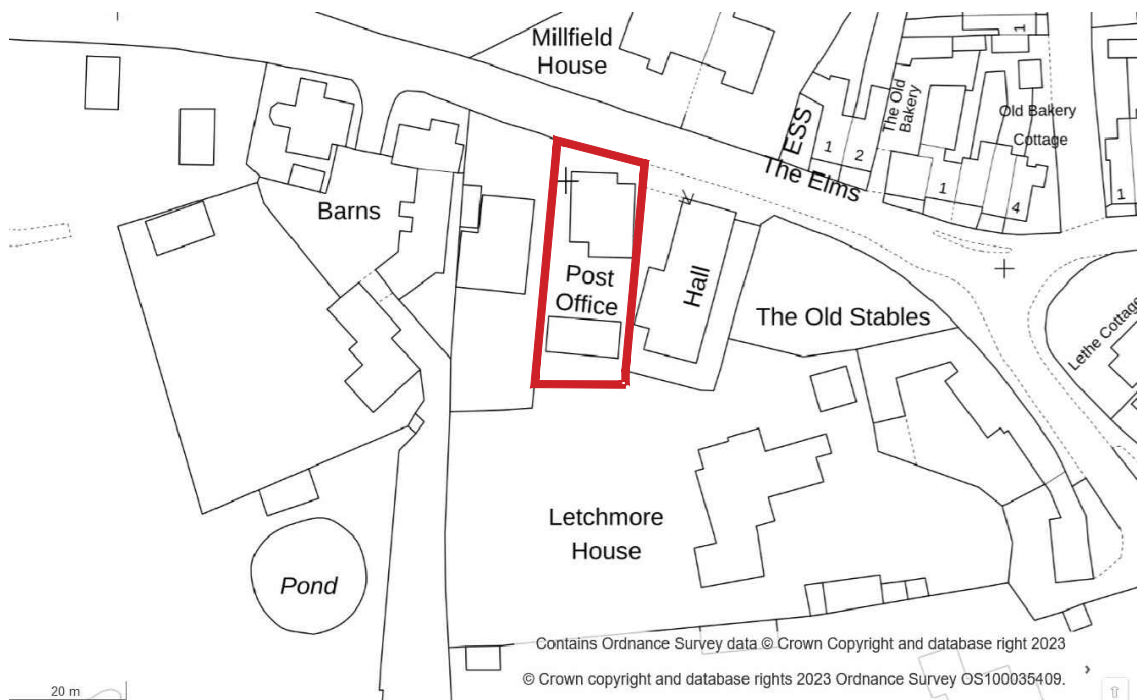 Millfield
House
ESS
1
2
The Old
Bakery
1
Old Bakery
Cottage
1
4
1
The Elms
Barns
Post
Office
Hall
The Old Stables
Lethe Cottage
Letchmore
House
Pond
Contains Ordnance Survey data © Crown Copyright and database right 2023
© Crown copyright and database rights 2023 Ordnance Survey OS100035409.
20 m